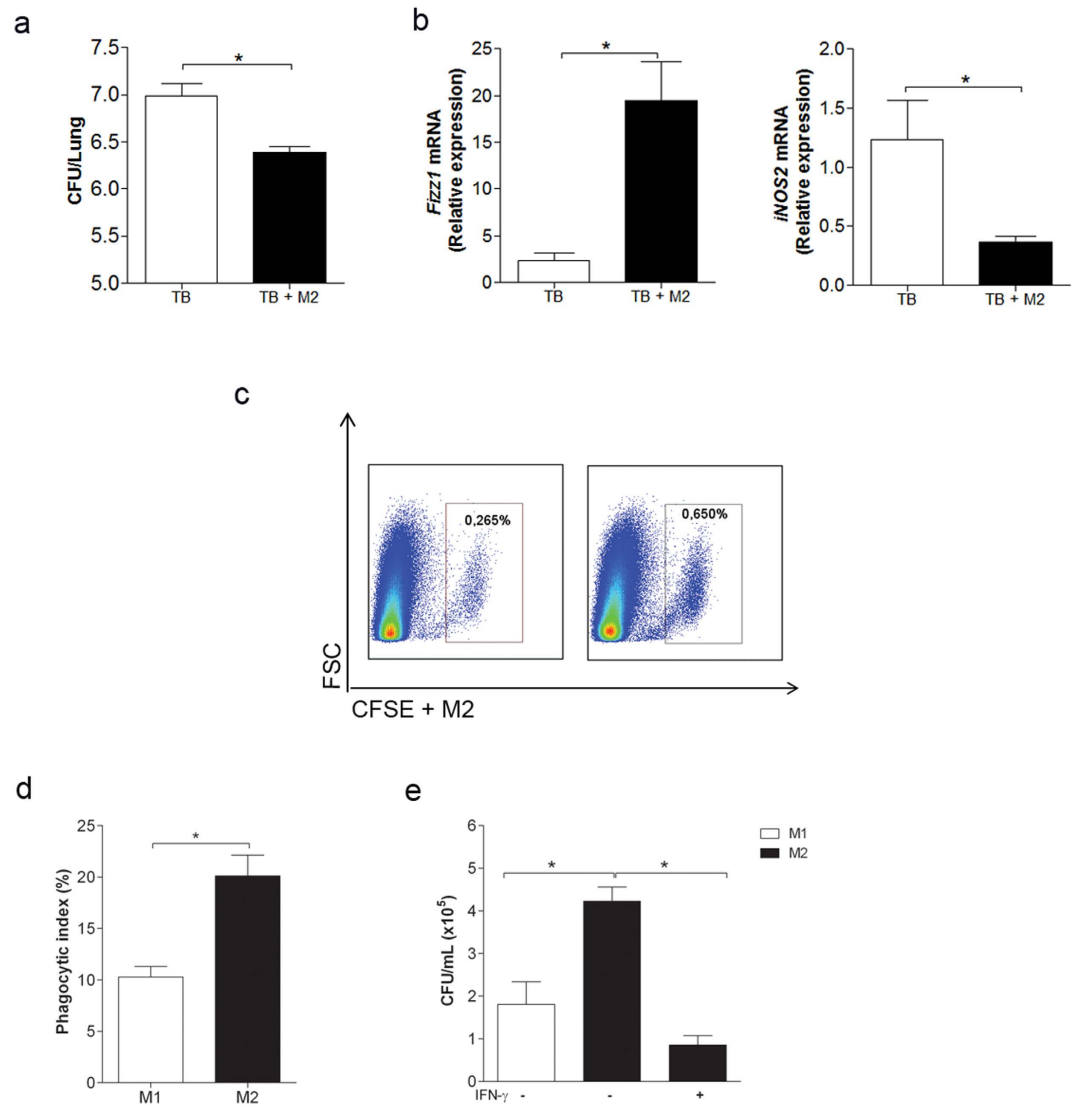 a
CFU/Lung
7.5
7.0
6.5
6.0
5.5
5.0
*
TB
TB + M2
b
Fizz1 mRNA
(Relative expression)
25
20
15
10
5
0
*
TB
TB + M2
iNOS2 mRNA
(Relative expression)
2.0
1.5
1.0
0.5
0.0
*
TB
TB + M2
c
FSC
0,265%
0,650%
CFSE + M2
d
Phagocytic index (%)
25
20
15
10
5
0
*
M1
M2
e
CFU/mL (x10⁵)
6
5
4
3
2
1
0
* *
IFN-γ - - +
M1
M2